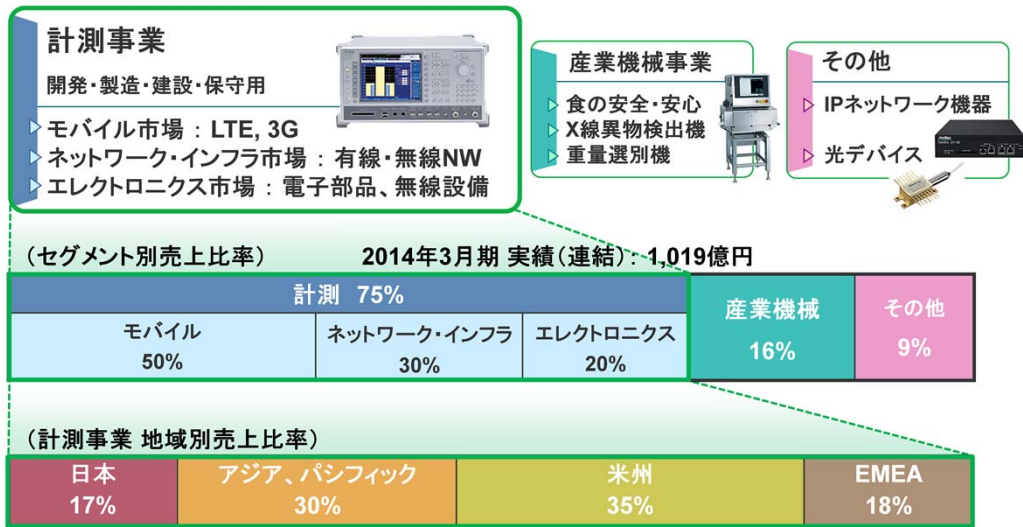 計測事業
開発・製造・建設・保守用
モバイル市場 : LTE, 3G
ネットワーク・インフラ市場 : 有線・無線NW
エレクトロニクス市場 : 電子部品、無線設備
産業機械事業
食の安全・安心
X線異物検出機
重量選別機
その他
IPネットワーク機器
光デバイス
(セグメント別売上比率) 2014年3月期 実績(連結): 1,019億円
計測 75%
モバイル
50%
ネットワーク・インフラ
30%
エレクトロニクス
20%
産業機械
16%
その他
9%
(計測事業 地域別売上比率)
日本
17%
アジア、パシフィック
30%
米州
35%
EMEA
18%